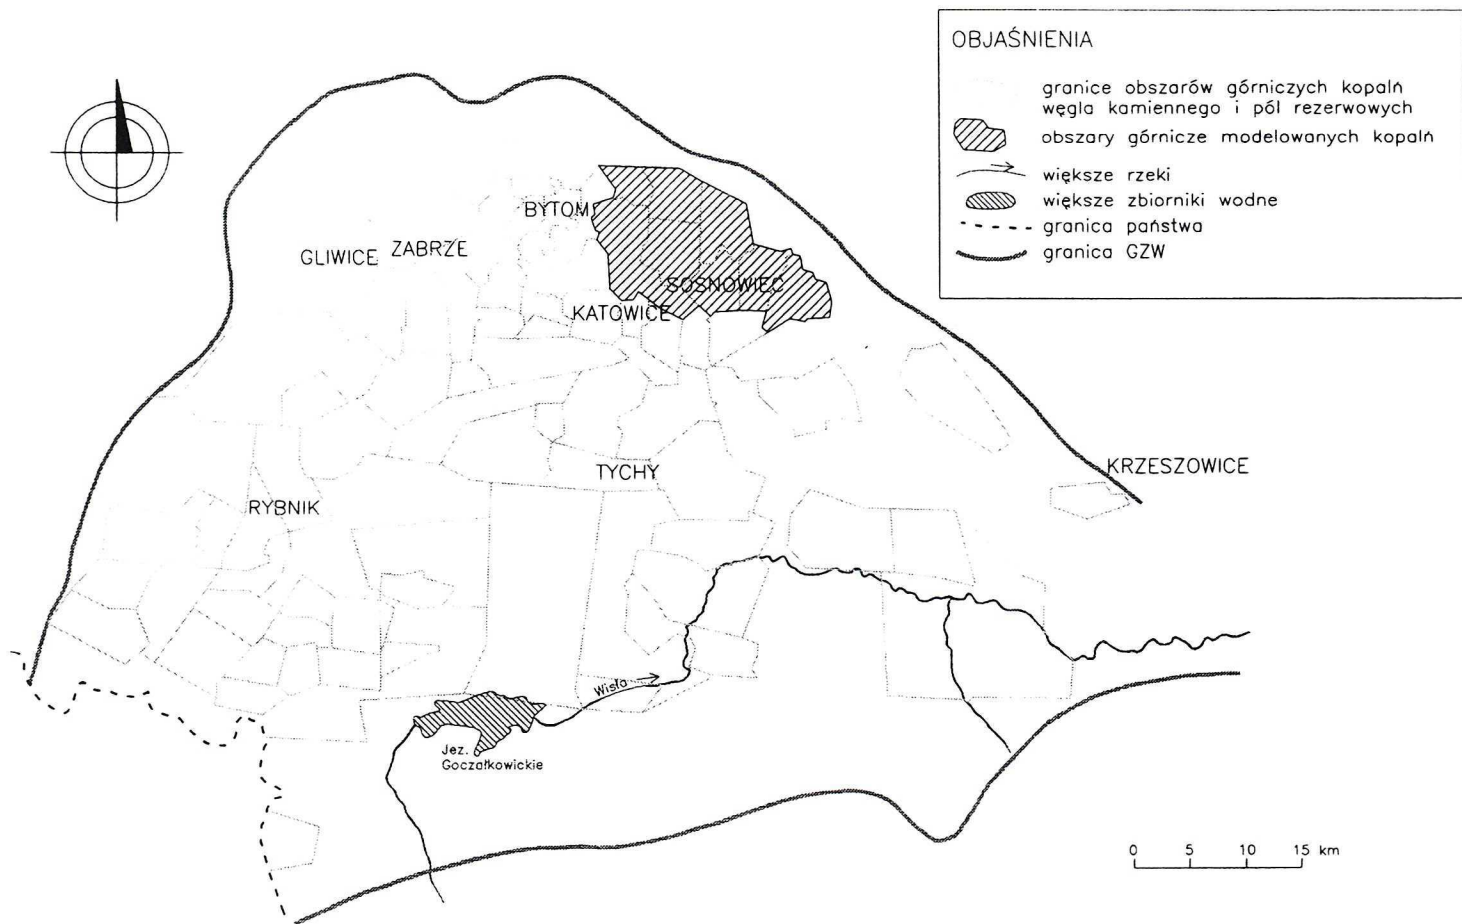 OBJAŚNIENIA
granice obszarów górniczych kopalń
węgla kamiennego i pól rezerwowych
obszary górnicze modelowanych kopalń
większe rzeki
większe zbiorniki wodne
granica państwa
granica GZW
BYTOM
GLIWICE
ZABRZE
SOSNOWIEC
KATOWICE
TYCHY
KRZESZOWICE
RYBNIK
Wisła
Jez.
Goczałkowickie
0 5 10 15 km